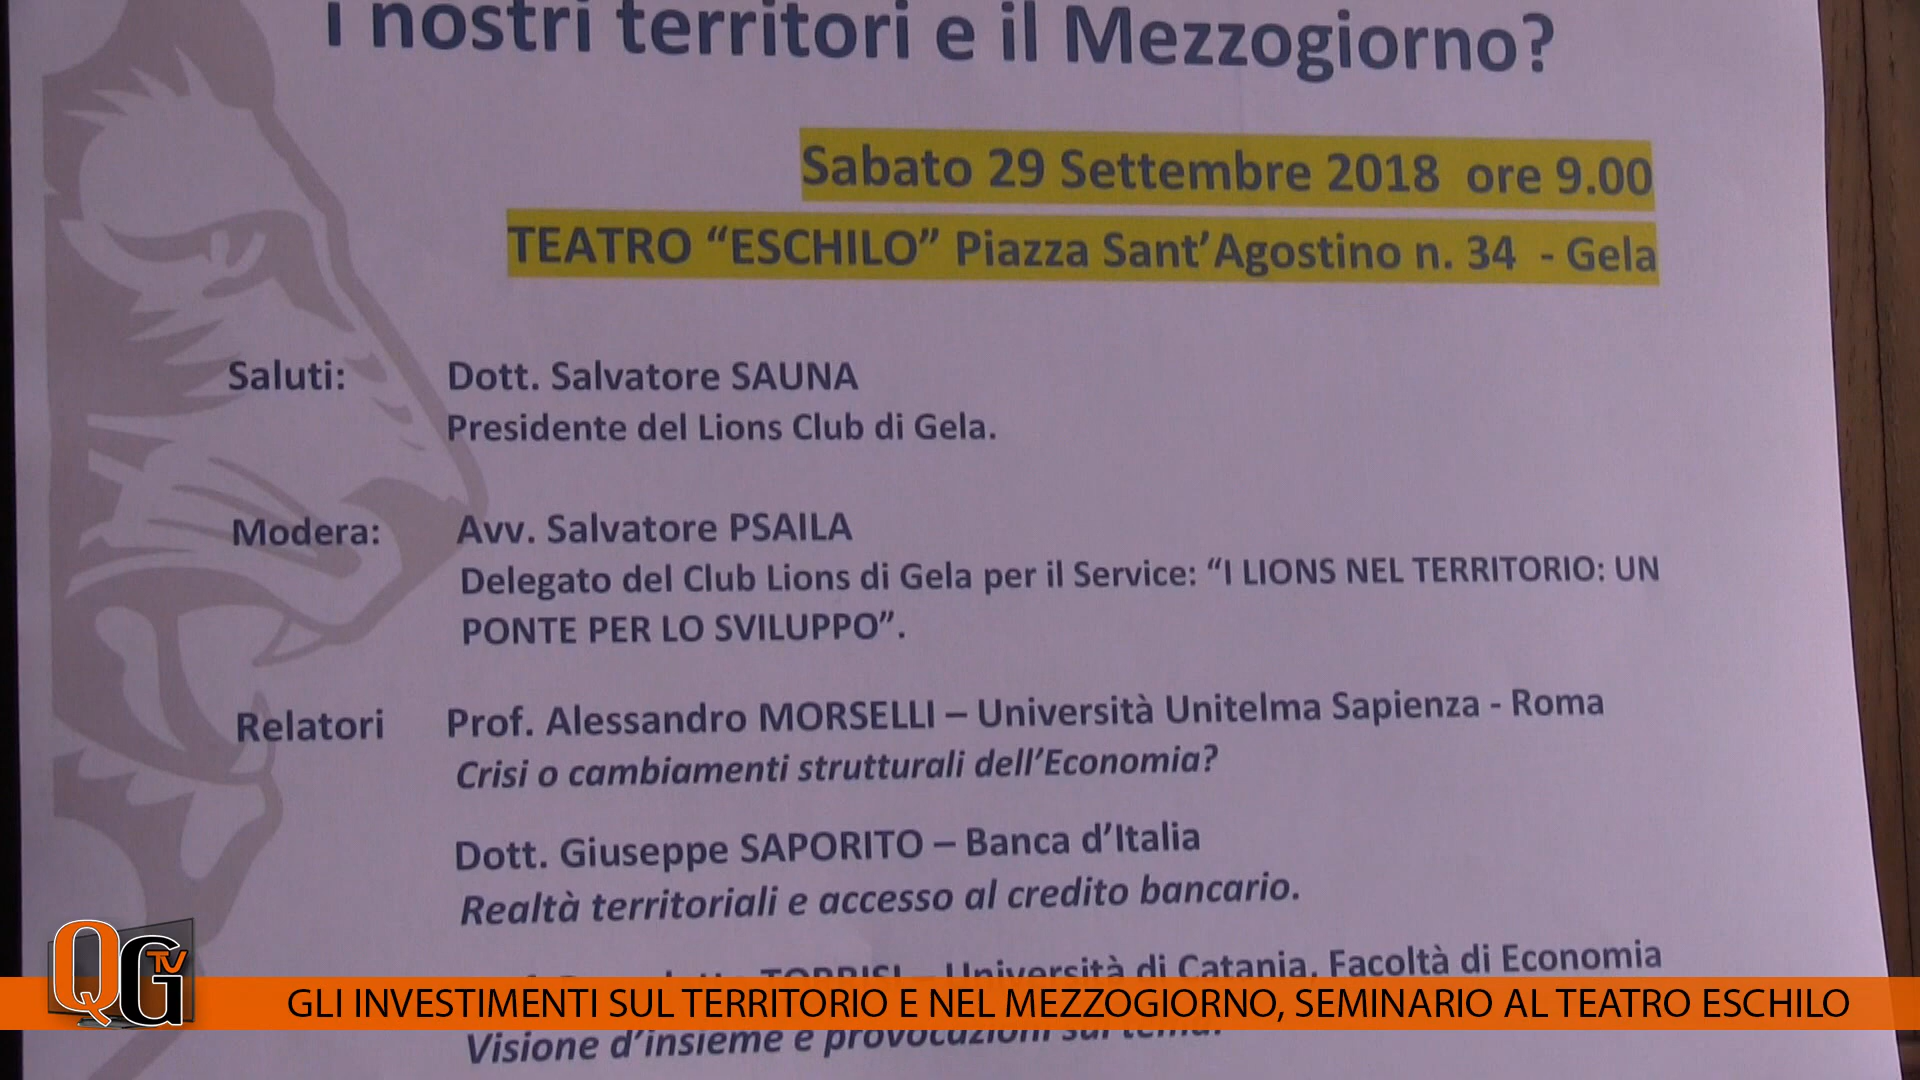 i nostri territori e il Mezzogiorno?
Sabato 29 Settembre 2018 ore 9.00
TEATRO “ESCHILO” Piazza Sant’Agostino n. 34 - Gela
Saluti: Dott. Salvatore SAUNA
Presidente del Lions Club di Gela.
Modera: Avv. Salvatore PSAILA
Delegato del Club Lions di Gela per il Service: “I LIONS NEL TERRITORIO: UN
PONTE PER LO SVILUPPO”.
Relatori Prof. Alessandro MORSELLI – Università Unitelma Sapienza - Roma
Crisi o cambiamenti strutturali dell’Economia?
Dott. Giuseppe SAPORITO – Banca d’Italia
Realtà territoriali e accesso al credito bancario.
TORRISI – Università di Catania, Facoltà di Economia
QG TV
GLI INVESTIMENTI SUL TERRITORIO E NEL MEZZOGIORNO, SEMINARIO AL TEATRO ESCHILO
Visione d’insieme e provocazioni sul tema.